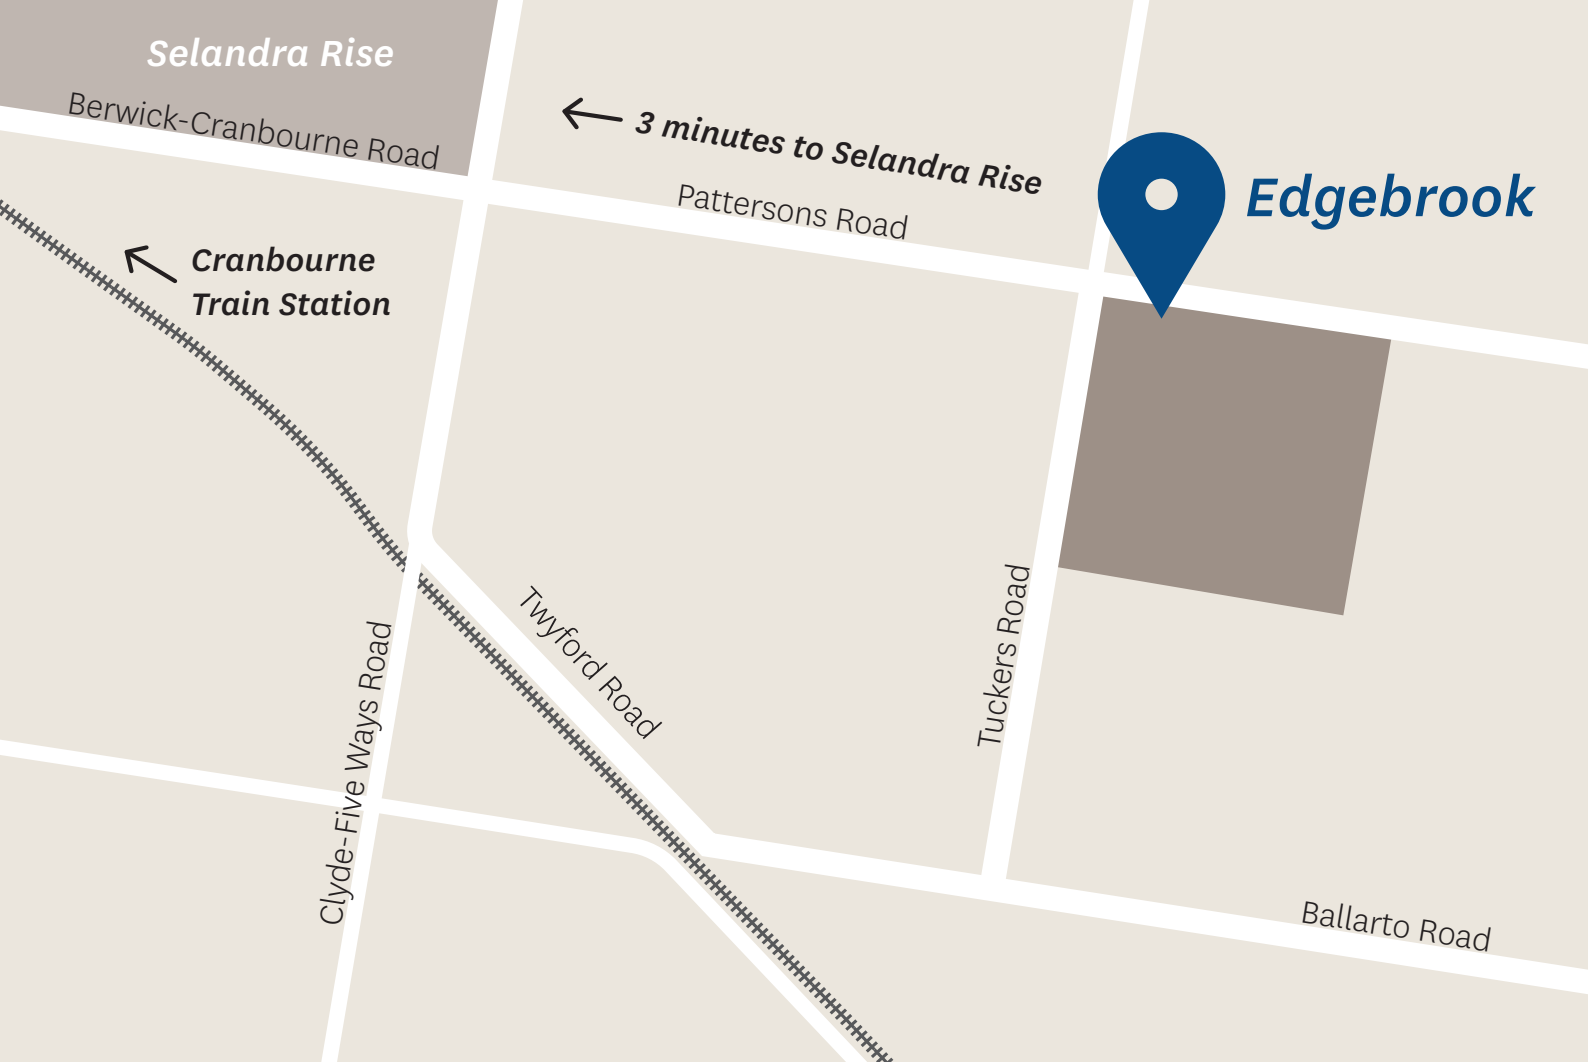 Selandra Rise
Berwick-Cranbourne Road
3 minutes to Selandra Rise
Pattersons Road
Edgebrook
Cranbourne
Train Station
Twyford Road
Tuckers Road
Clyde-Five Ways Road
Ballarto Road